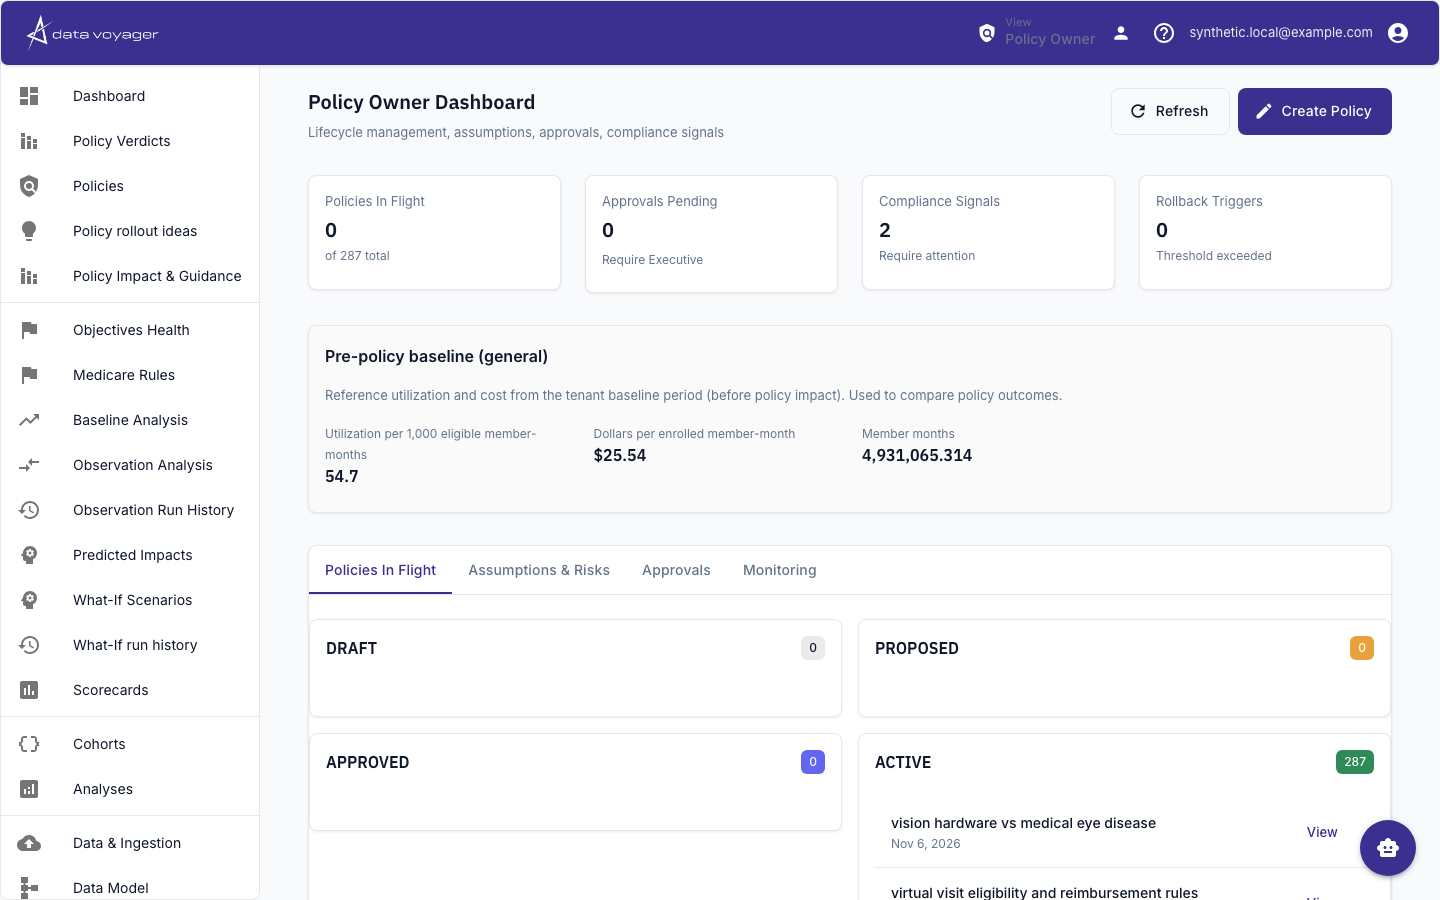 data voyager
View
Policy Owner
synthetic.local@example.com
Dashboard
Policy Verdicts
Policies
Policy rollout ideas
Policy Impact & Guidance
Objectives Health
Medicare Rules
Baseline Analysis
Observation Analysis
Observation Run History
Predicted Impacts
What-If Scenarios
What-If run history
Scorecards
Cohorts
Analyses
Data & Ingestion
Data Model
Policy Owner Dashboard
Lifecycle management, assumptions, approvals, compliance signals
Refresh
Create Policy
Policies In Flight
0
of 287 total
Approvals Pending
0
Require Executive
Compliance Signals
2
Require attention
Rollback Triggers
0
Threshold exceeded
Pre-policy baseline (general)
Reference utilization and cost from the tenant baseline period (before policy impact). Used to compare policy outcomes.
Utilization per 1,000 eligible member-
months
54.7
Dollars per enrolled member-month
$25.54
Member months
4,931,065.314
Policies In Flight
Assumptions & Risks
Approvals
Monitoring
DRAFT
0
PROPOSED
0
APPROVED
0
ACTIVE
287
vision hardware vs medical eye disease
Nov 6, 2026
View
virtual visit eligibility and reimbursement rules